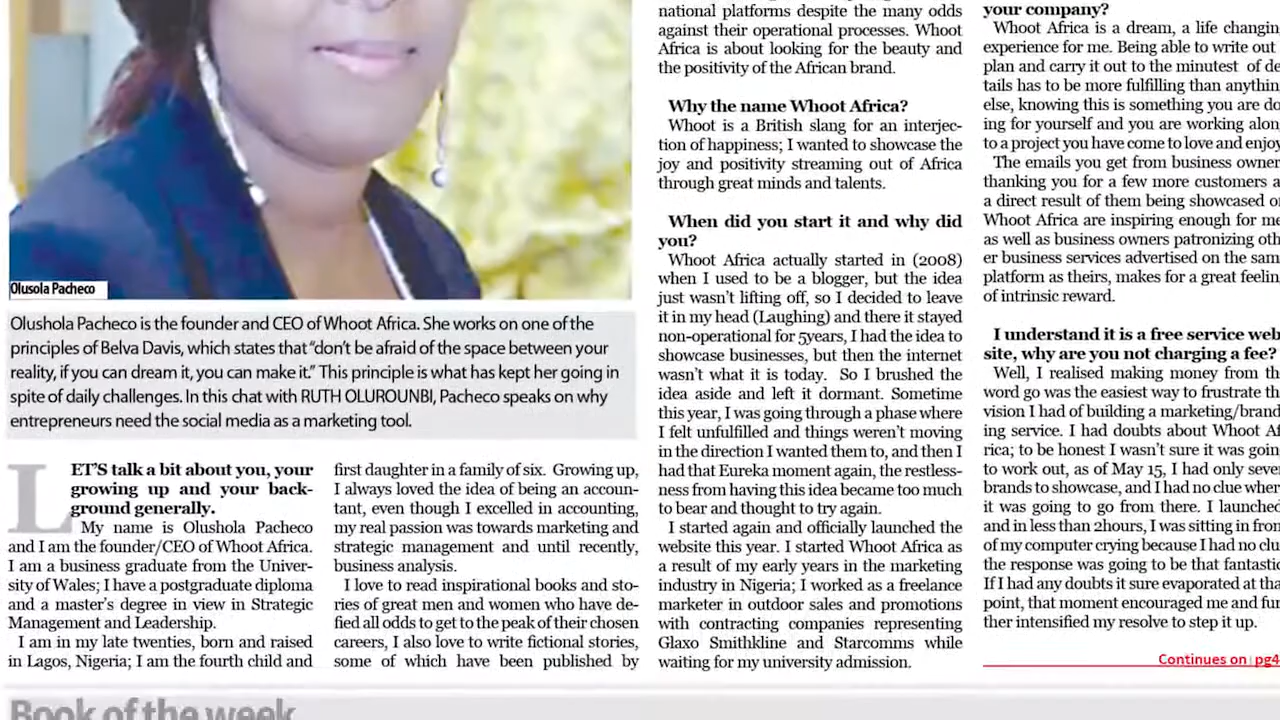 Olusola Pacheco
Olushola Pacheco is the founder and CEO of Whoot Africa. She works on one of the
principles of Belva Davis, which states that “don’t be afraid of the space between your
reality, if you can dream it, you can make it.” This principle is what has kept her going in
spite of daily challenges. In this chat with RUTH OLUROUNBI, Pacheco speaks on why
entrepreneurs need the social media as a marketing tool.
LET’S talk a bit about you, your
growing up and your back-
ground generally.
My name is Olushola Pacheco
and I am the founder/CEO of Whoot Africa.
I am a business graduate from the Univer-
sity of Wales; I have a postgraduate diploma
and a master’s degree in view in Strategic
Management and Leadership.
I am in my late twenties, born and raised
in Lagos, Nigeria; I am the fourth child and
first daughter in a family of six. Growing up,
I always loved the idea of being an accoun-
tant, even though I excelled in accounting,
my real passion was towards marketing and
strategic management and until recently,
business analysis.
I love to read inspirational books and sto-
ries of great men and women who have de-
fied all odds to get to the peak of their chosen
careers, I also love to write fictional stories,
some of which have been published by
national platforms despite the many odds
against their operational processes. Whoot
Africa is about looking for the beauty and
the positivity of the African brand.
Why the name Whoot Africa?
Whoot is a British slang for an interjec-
tion of happiness; I wanted to showcase the
joy and positivity streaming out of Africa
through great minds and talents.
When did you start it and why did
you?
Whoot Africa actually started in (2008)
when I used to be a blogger, but the idea
just wasn’t lifting off, so I decided to leave
it in my head (Laughing) and there it stayed
non-operational for 5years, I had the idea to
showcase businesses, but then the internet
wasn’t what it is today. So I brushed the
idea aside and left it dormant. Sometime
this year, I was going through a phase where
I felt unfulfilled and things weren’t moving
in the direction I wanted them to, and then I
had that Eureka moment again, the restless-
ness from having this idea became too much
to bear and thought to try again.
I started again and officially launched the
website this year. I started Whoot Africa as
a result of my early years in the marketing
industry in Nigeria; I worked as a freelance
marketer in outdoor sales and promotions
with contracting companies representing
Glaxo Smithkline and Starcomms while
waiting for my university admission.
your company?
Whoot Africa is a dream, a life changin
experience for me. Being able to write out
plan and carry it out to the minutest of de
tails has to be more fulfilling than anythin
else, knowing this is something you are do
ing for yourself and you are working alon
to a project you have come to love and enjoy
The emails you get from business owner
thanking you for a few more customers a
a direct result of them being showcased o
Whoot Africa are inspiring enough for me
as well as business owners patronizing oth
er business services advertised on the sam
platform as theirs, makes for a great feelin
of intrinsic reward.
I understand it is a free service web
site, why are you not charging a fee?
Well, I realised making money from th
word go was the easiest way to frustrate th
vision I had of building a marketing/brand
ing service. I had doubts about Whoot Af
rica; to be honest I wasn’t sure it was goin
to work out, as of May 15, I had only seve
brands to showcase, and I had no clue wher
it was going to go from there. I launched
and in less than 2hours, I was sitting in fron
of my computer crying because I had no clu
the response was going to be that fantasti
If I had any doubts it sure evaporated at tha
point, that moment encouraged me and fur
ther intensified my resolve to step it up.
Continues on pg4
Book of the week